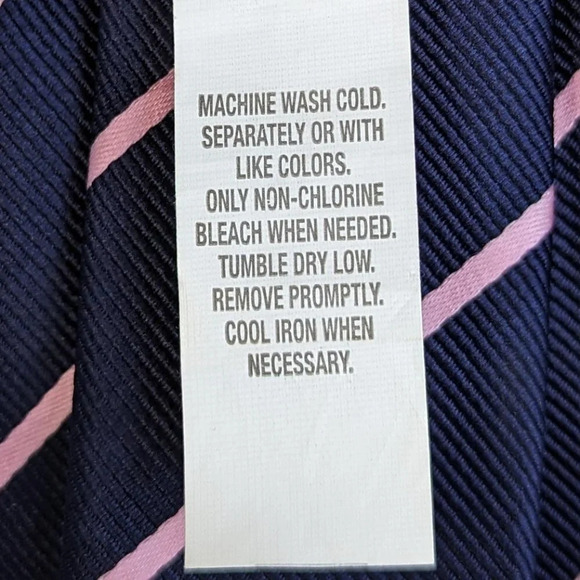 MACHINE WASH COLD.
SEPARATELY OR WITH
LIKE COLORS.
ONLY NON-CHLORINE
BLEACH WHEN NEEDED.
TUMBLE DRY LOW.
REMOVE PROMPTLY.
COOL IRON WHEN
NECESSARY.